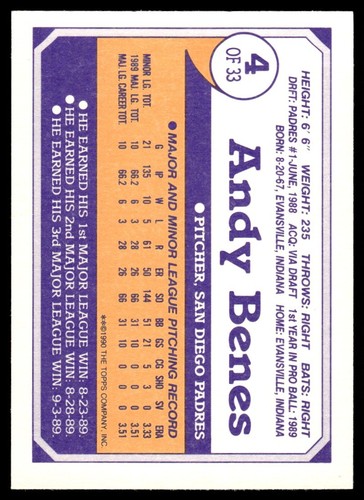 4
OF 33
Andy Benes
HEIGHT: 6' 6" WEIGHT: 235 THROWS: RIGHT BATS: RIGHT
DRFT: PADRES #1-JUNE, 1988 ACQ: VIA DRAFT 1st YEAR IN PRO BALL: 1989
BORN: 8-20-67, EVANSVILLE, INDIANA HOME: EVANSVILLE, INDIANA
● PITCHER, SAN DIEGO PADRES
● MAJOR AND MINOR LEAGUE PITCHING RECORD
G IP W L R ER SO BB GS CG SHO SV ERA
MINOR LG. TOT. 21 135 10 5 61 50 144 51 21 5 3 0 3.33
1989 MAJ. LG. TOT. 10 66.2 6 3 28 26 66 31 10 0 0 0 3.51
MAJ. LG. CAREER TOT. 10 66.2 6 3 28 26 66 31 10 0 0 0 3.51
®©1990 THE TOPPS COMPANY, INC.
● HE EARNED HIS 1st MAJOR LEAGUE WIN: 8-23-89.
● HE EARNED HIS 2nd MAJOR LEAGUE WIN: 8-28-89.
● HE EARNED HIS 3rd MAJOR LEAGUE WIN: 9-3-89.